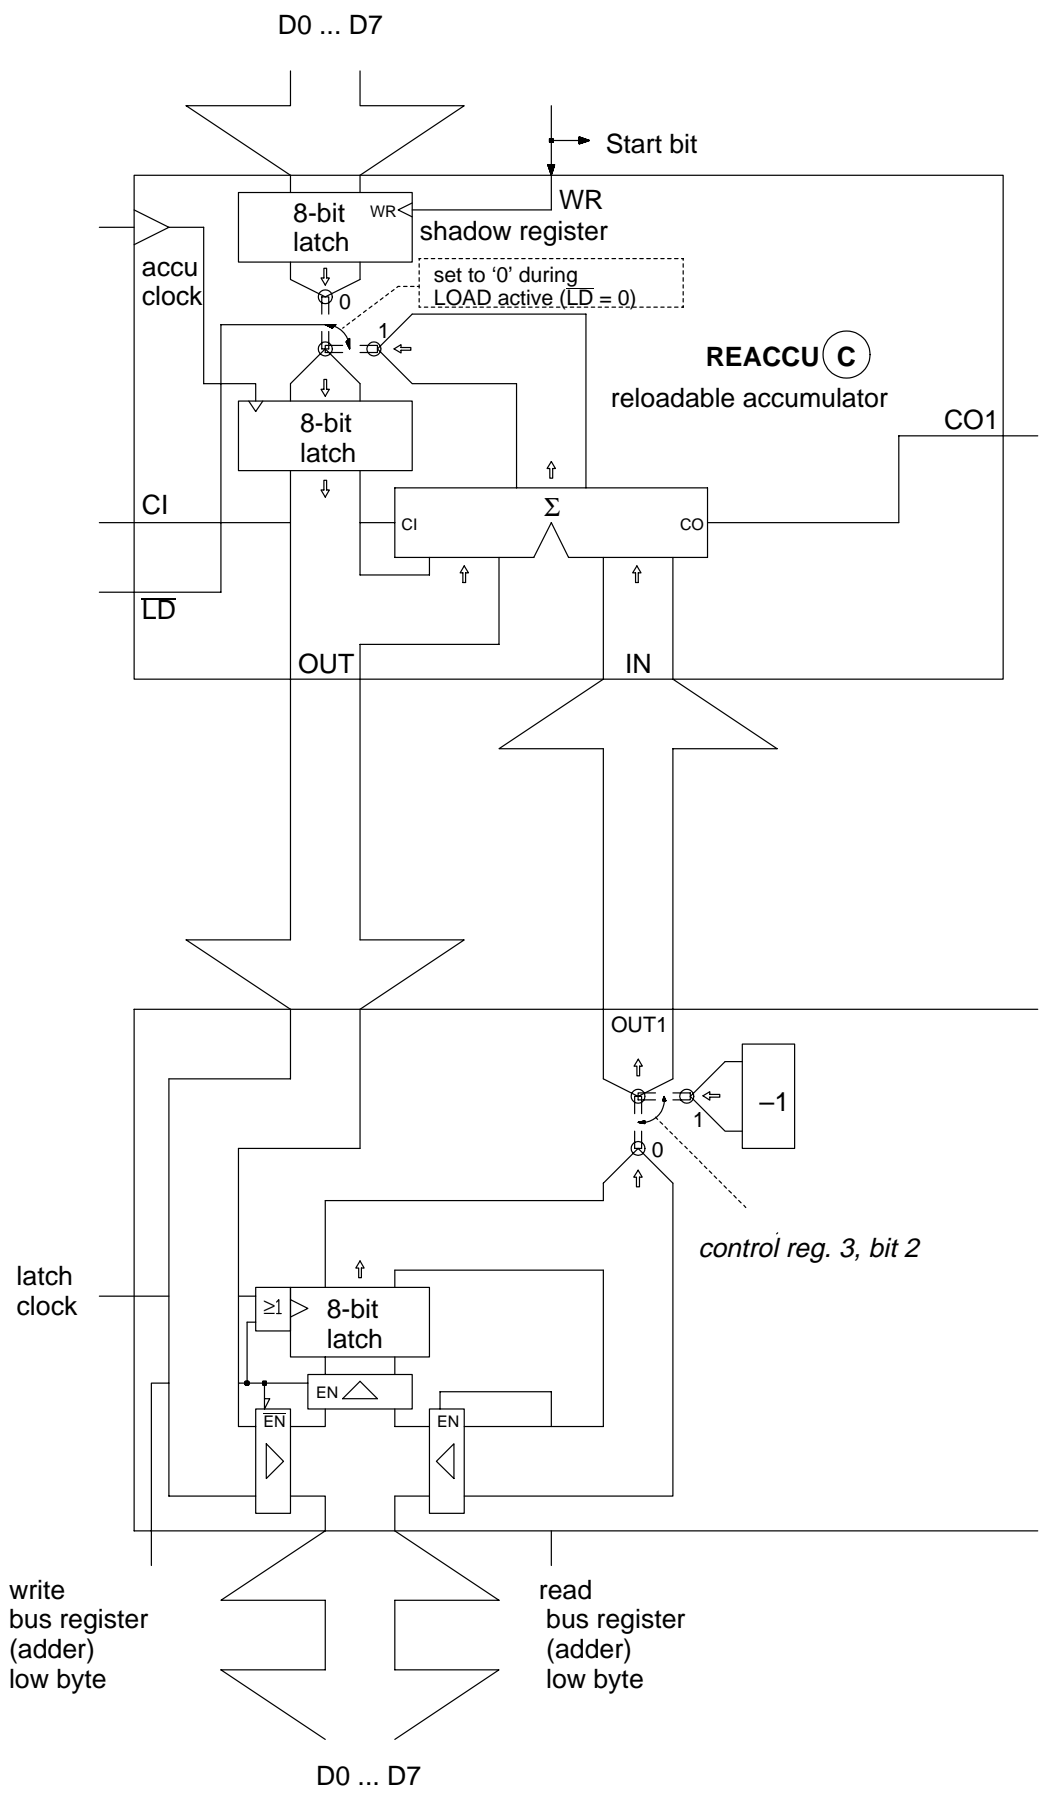 D0 ... D7
Start bit
WR
8-bit
latch
WR
shadow register
accu
clock
0
set to ‘0’ during
LOAD active (L̅D̅ = 0)
1
REACCU C
reloadable accumulator
8-bit
latch
CO1
CI
CI
Σ
CO
L̅D̅
OUT
IN
OUT1
–1
1
0
control reg. 3, bit 2
latch
clock
≥1
8-bit
latch
EN
E̅N̅
EN
write
bus register
(adder)
low byte
read
bus register
(adder)
low byte
D0 ... D7